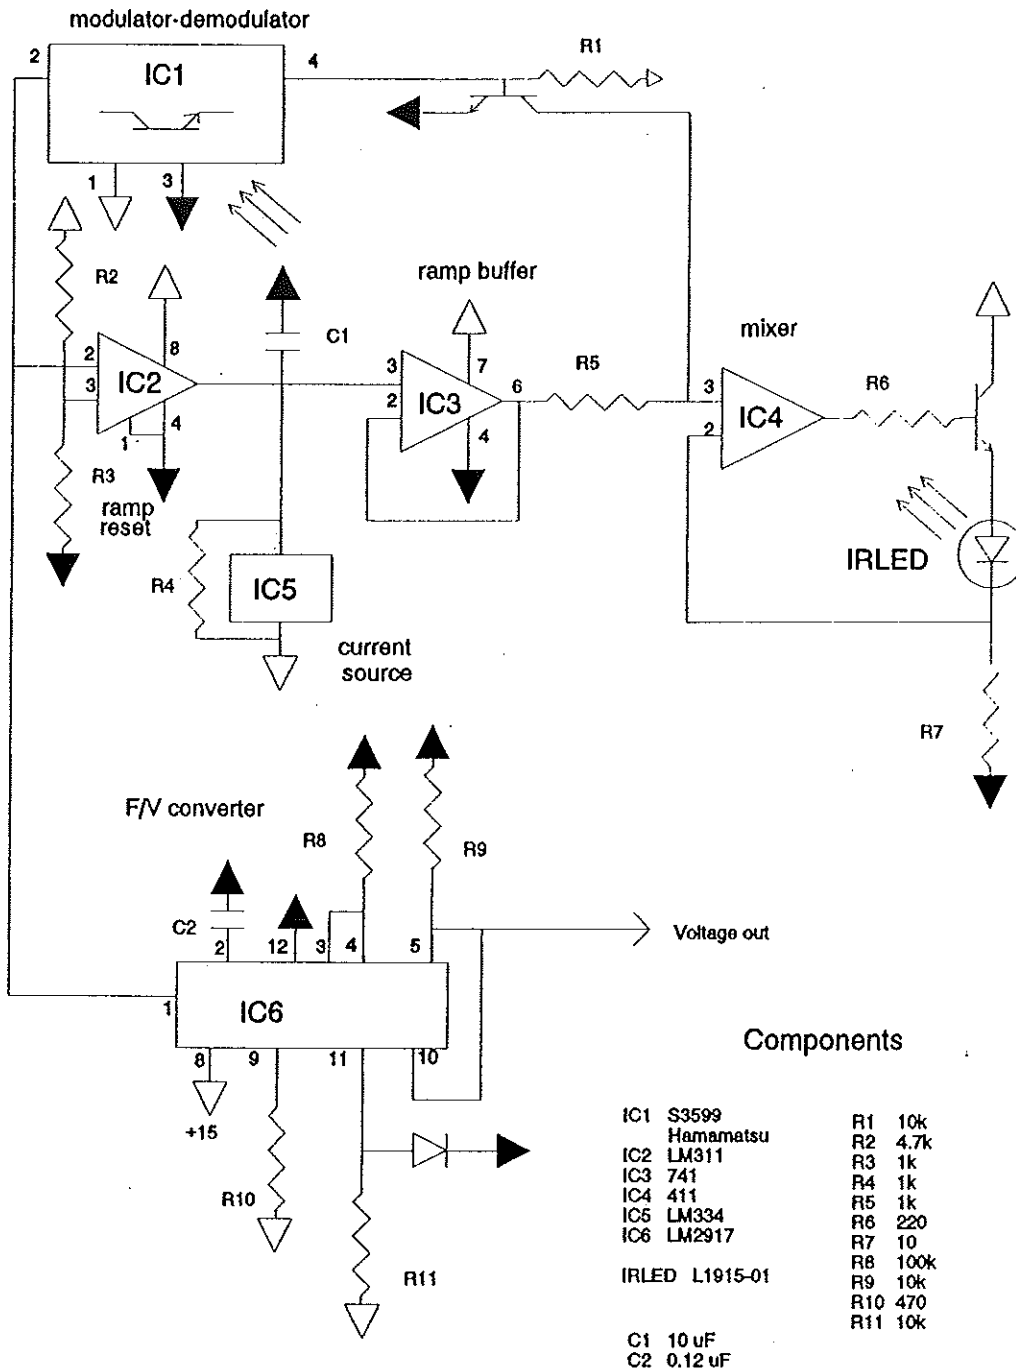 modulator-demodulator
2
IC1
4
R1
1
3
R2
8
2
3
IC2
1
4
R3
ramp
reset
C1
ramp buffer
7
3
2
IC3
6
4
R5
mixer
3
2
IC4
R6
IRLED
R7
R4
IC5
current
source
F/V converter
R8
R9
C2
2
12
3
4
5
Voltage out
1
IC6
8
9
11
10
+15
R10
R11
Components
IC1 S3599
Hamamatsu
IC2 LM311
IC3 741
IC4 411
IC5 LM334
IC6 LM2917
IRLED L1915-01
C1 10 uF
C2 0.12 uF
R1 10k
R2 4.7k
R3 1k
R4 1k
R5 1k
R6 220
R7 10
R8 100k
R9 10k
R10 470
R11 10k